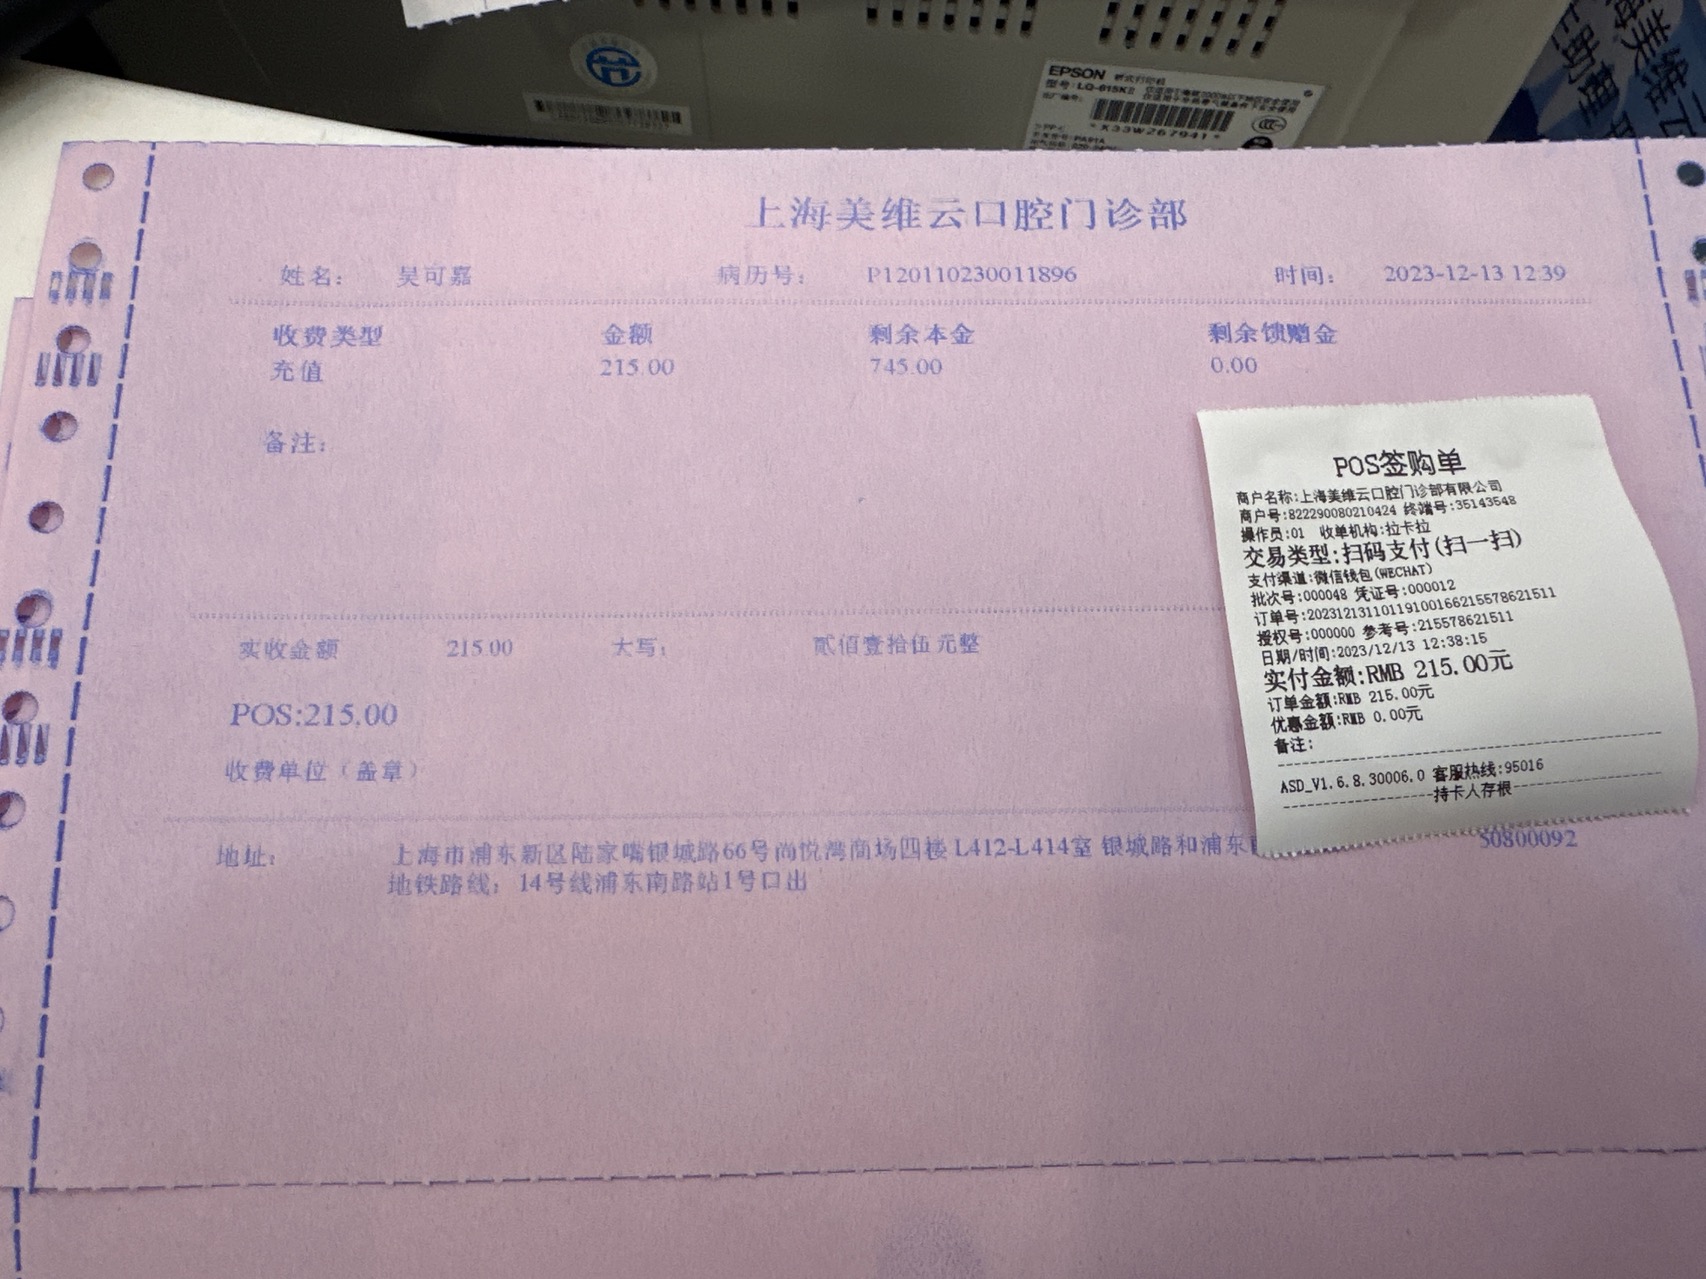 EPSON 针式打印机
型号:LQ-615KⅡ
*X33W267941*
上海美维云口腔门诊部
姓名： 吴可嘉 病历号： P120110230011896 时间： 2023-12-13 12:39
收费类型 金额 剩余本金 剩余馈赠金
充值 215.00 745.00 0.00
备注：
实收金额 215.00 大写： 贰佰壹拾伍元整
POS:215.00
收费单位（盖章）
地址： 上海市浦东新区陆家嘴银城路66号尚悦湾商场四楼 L412-L414室 银城路和浦东 50800092
地铁路线：14号线浦东南路站1号口出
POS签购单
商户名称:上海美维云口腔门诊部有限公司
商户号:822290080210424 终端号:35143548
操作员:01 收单机构:拉卡拉
交易类型:扫码支付(扫一扫)
支付渠道:微信钱包(WECHAT)
批次号:000048 凭证号:000012
订单号:20231213110119100166215578621511
授权号:000000 参考号:215578621511
日期/时间:2023/12/13 12:38:15
实付金额:RMB 215.00元
订单金额:RMB 215.00元
优惠金额:RMB 0.00元
备注:
ASD_V1.6.8.30006.0 客服热线:95016
持卡人存根